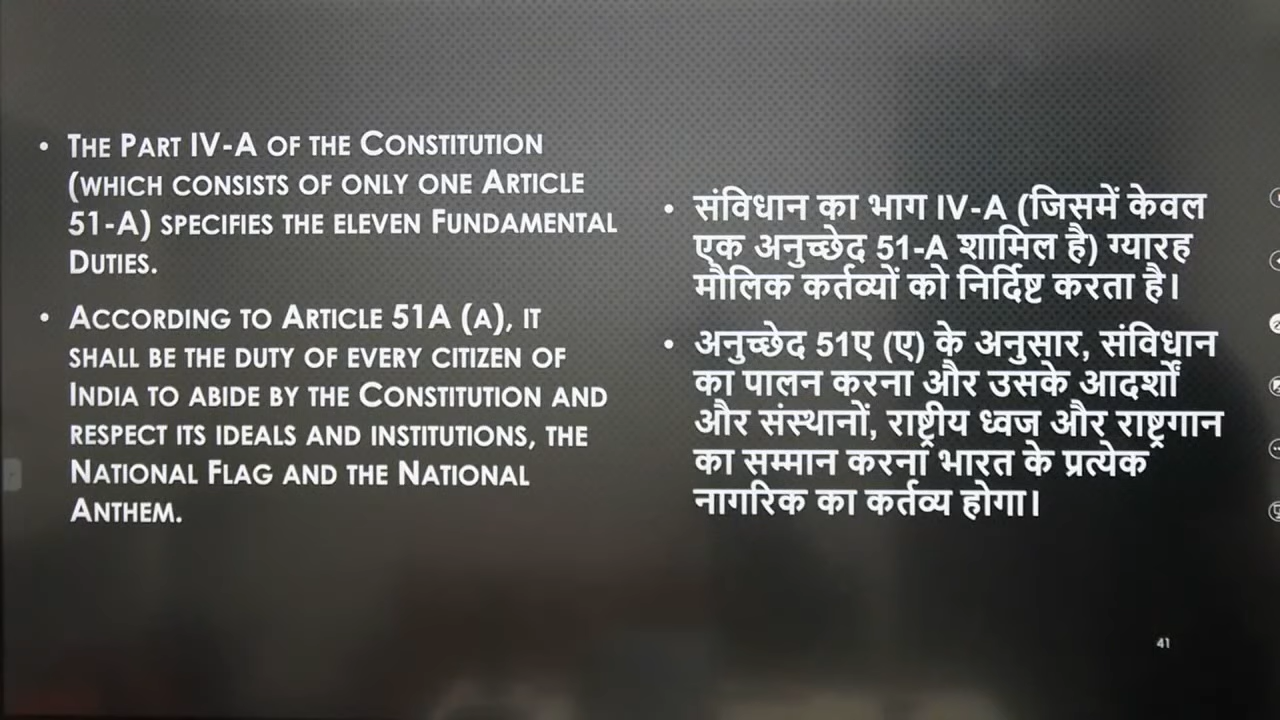 • The Part IV-A of the Constitution
(which consists of only one Article
51-A) specifies the eleven Fundamental
Duties.
• According to Article 51A (a), it
shall be the duty of every citizen of
India to abide by the Constitution and
respect its ideals and institutions, the
National Flag and the National
Anthem.
• संविधान का भाग IV-A (जिसमें केवल
एक अनुच्छेद 51-A शामिल है) ग्यारह
मौलिक कर्तव्यों को निर्दिष्ट करता है।
• अनुच्छेद 51ए (ए) के अनुसार, संविधान
का पालन करना और उसके आदर्शों
और संस्थानों, राष्ट्रीय ध्वज और राष्ट्रगान
का सम्मान करना भारत के प्रत्येक
नागरिक का कर्तव्य होगा।
41